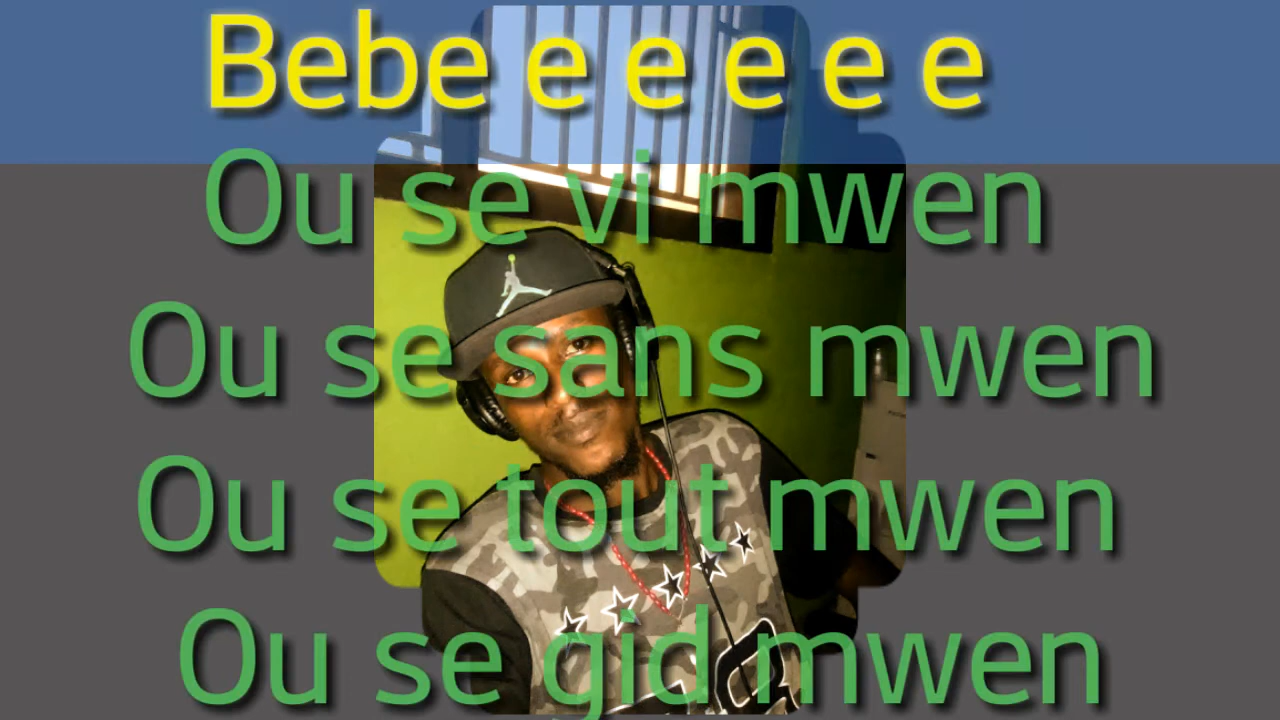 Bebe e e e e e
Ou se vi mwen
Ou se sans mwen
Ou se tout mwen
Ou se gid mwen